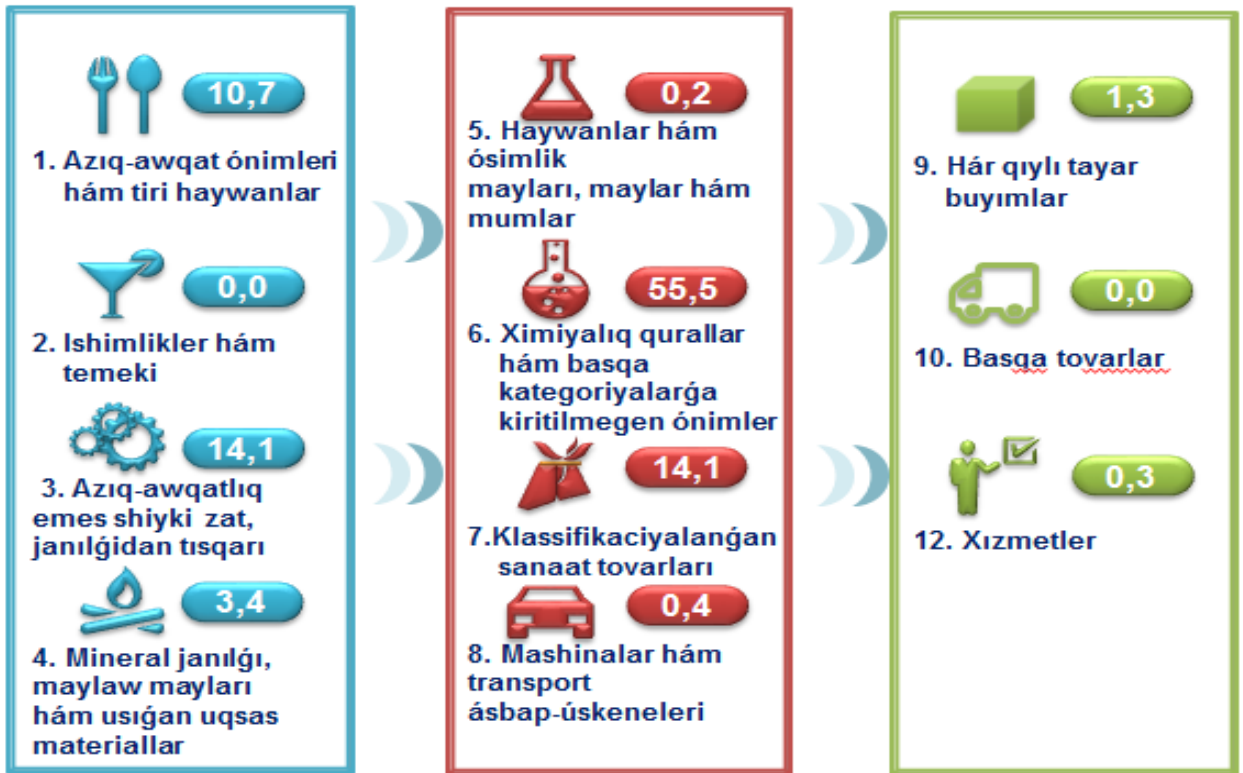 10,7
1. Azıq-awqat ónimleri
hám tiri haywanlar
0,0
2. Ishimlikler hám
temeki
14,1
3. Azıq-awqatlıq
emes shiyki zat,
janılǵidan tısqarı
3,4
4. Mineral janılǵı,
maylaw mayları
hám usıǵan uqsas
materiallar
0,2
5. Haywanlar hám
ósimlik
mayları, maylar hám
mumlar
55,5
6. Ximiyalıq qurallar
hám basqa
kategoriyalarǵa
kiritilmegen ónimler
14,1
7.Klassifikaciyalanǵan
sanaat tovarları
0,4
8. Mashinalar hám
transport
ásbap-úskeneleri
1,3
9. Hár qıylı tayar
buyımlar
0,0
10. Basqa tovarlar
0,3
12. Xızmetler